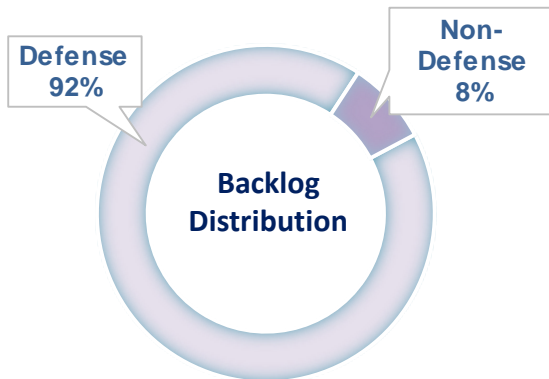 Defense
92%
Non-
Defense
8%
Backlog
Distribution